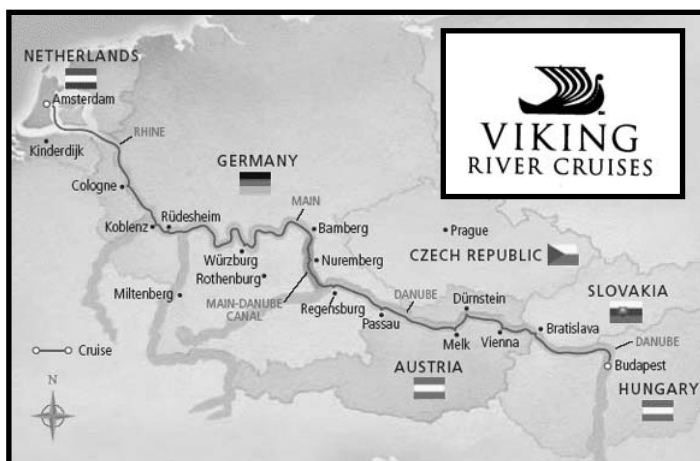 NETHERLANDS
Amsterdam
Kinderdijk
RHINE
Cologne
GERMANY
Koblenz
Rüdesheim
MAIN
Bamberg
Würzburg
Nuremberg
Rothenburg
Miltenberg
MAIN-DANUBE
CANAL
Regensburg
Prague
CZECH REPUBLIC
DANUBE
Passau
Dürnstein
Melk
Vienna
SLOVAKIA
Bratislava
DANUBE
Budapest
AUSTRIA
HUNGARY
Cruise
N
VIKING
RIVER CRUISES